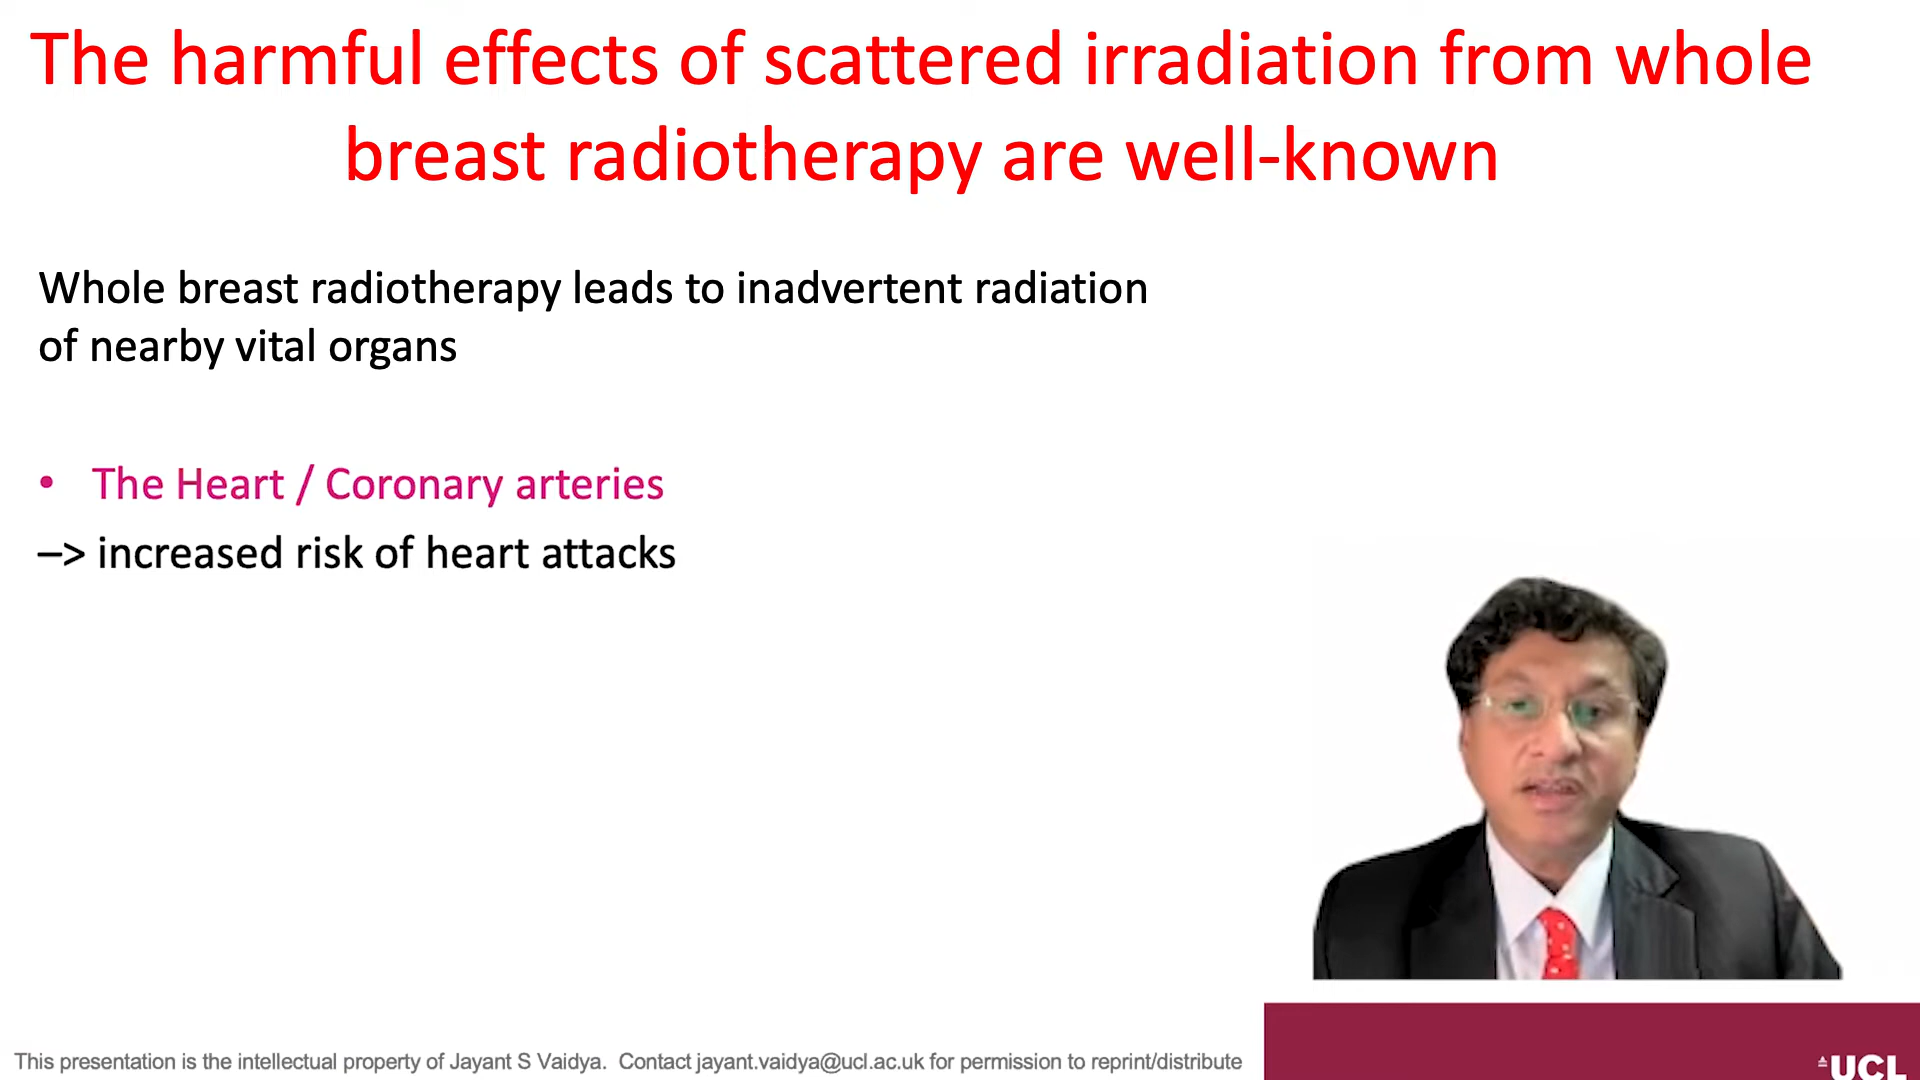 The harmful effects of scattered irradiation from whole
breast radiotherapy are well-known
Whole breast radiotherapy leads to inadvertent radiation
of nearby vital organs
• The Heart / Coronary arteries
–> increased risk of heart attacks
This presentation is the intellectual property of Jayant S Vaidya. Contact jayant.vaidya@ucl.ac.uk for permission to reprint/distribute
UCL